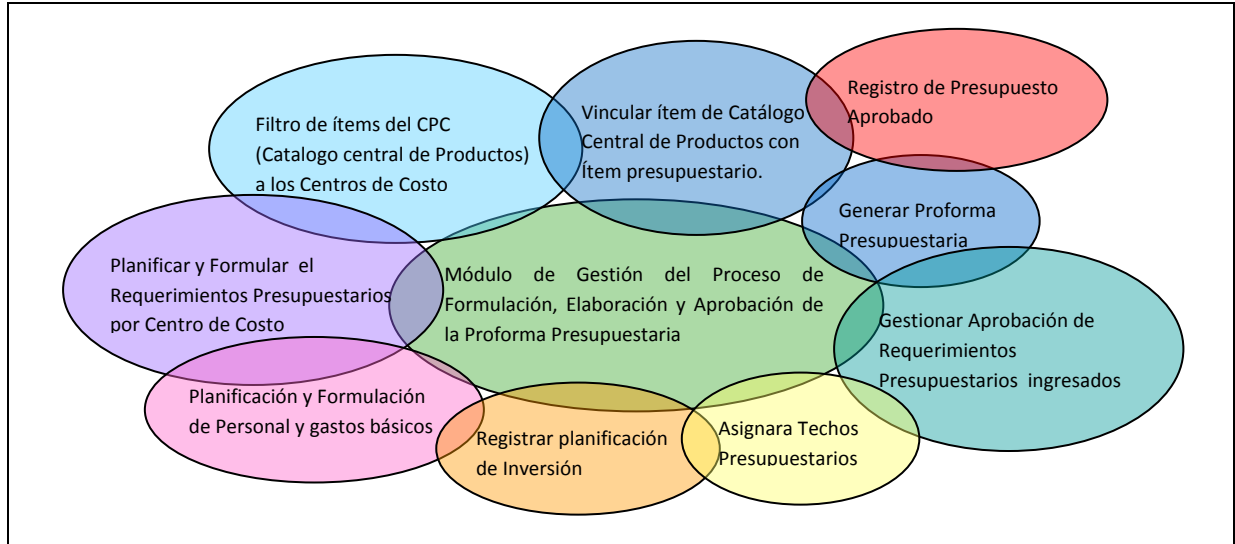 Filtro de ítems del CPC
(Catalogo central de Productos)
a los Centros de Costo
Vincular ítem de Catálogo
Central de Productos con
Ítem presupuestario.
Registro de Presupuesto
Aprobado
Generar Proforma
Presupuestaria
Planificar y Formular el
Requerimientos Presupuestarios
por Centro de Costo
Módulo de Gestión del Proceso de
Formulación, Elaboración y Aprobación de
la Proforma Presupuestaria
Gestionar Aprobación de
Requerimientos
Presupuestarios ingresados
Planificación y Formulación
de Personal y gastos básicos
Registrar planificación
de Inversión
Asignara Techos
Presupuestarios